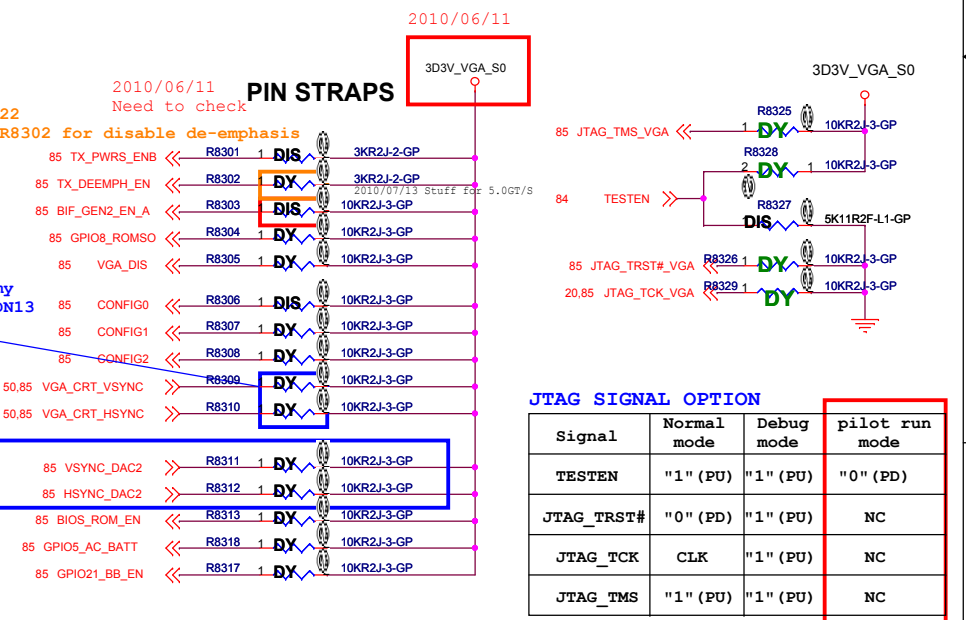 2010/06/11
3D3V_VGA_S0
2010/06/11
Need to check
PIN STRAPS
22
R8302 for disable de-emphasis
85 TX_PWRS_ENB R8301 1 DIS 3KR2J-2-GP
85 TX_DEEMPH_EN R8302 1 DY 3KR2J-2-GP
2010/07/13 Stuff for 5.0GT/S
85 BIF_GEN2_EN_A R8303 1 DIS 10KR2J-3-GP
85 GPIO8_ROMSO R8304 1 DY 10KR2J-3-GP
85 VGA_DIS R8305 1 DY 10KR2J-3-GP
ny
ON13
85 CONFIG0 R8306 1 DIS 10KR2J-3-GP
85 CONFIG1 R8307 1 DY 10KR2J-3-GP
85 CONFIG2 R8308 1 DY 10KR2J-3-GP
50,85 VGA_CRT_VSYNC R8309 DY 10KR2J-3-GP
50,85 VGA_CRT_HSYNC R8310 1 DY 10KR2J-3-GP
85 VSYNC_DAC2 R8311 1 DY 10KR2J-3-GP
85 HSYNC_DAC2 R8312 1 DY 10KR2J-3-GP
85 BIOS_ROM_EN R8313 1 DY 10KR2J-3-GP
85 GPIO5_AC_BATT R8318 1 DY 10KR2J-3-GP
85 GPIO21_BB_EN R8317 1 DY 10KR2J-3-GP
3D3V_VGA_S0
85 JTAG_TMS_VGA 1 R8325 DY 10KR2J-3-GP
R8328
2 DY 1 10KR2J-3-GP
84 TESTEN
R8327
1 DIS 5K11R2F-L1-GP
85 JTAG_TRST#_VGA R8326 1 DY 10KR2J-3-GP
20,85 JTAG_TCK_VGA R8329 1 DY 10KR2J-3-GP
JTAG SIGNAL OPTION
Signal Normal mode Debug mode pilot run mode
TESTEN "1"(PU) "1"(PU) "0"(PD)
JTAG_TRST# "0"(PD) "1"(PU) NC
JTAG_TCK CLK "1"(PU) NC
JTAG_TMS "1"(PU) "1"(PU) NC